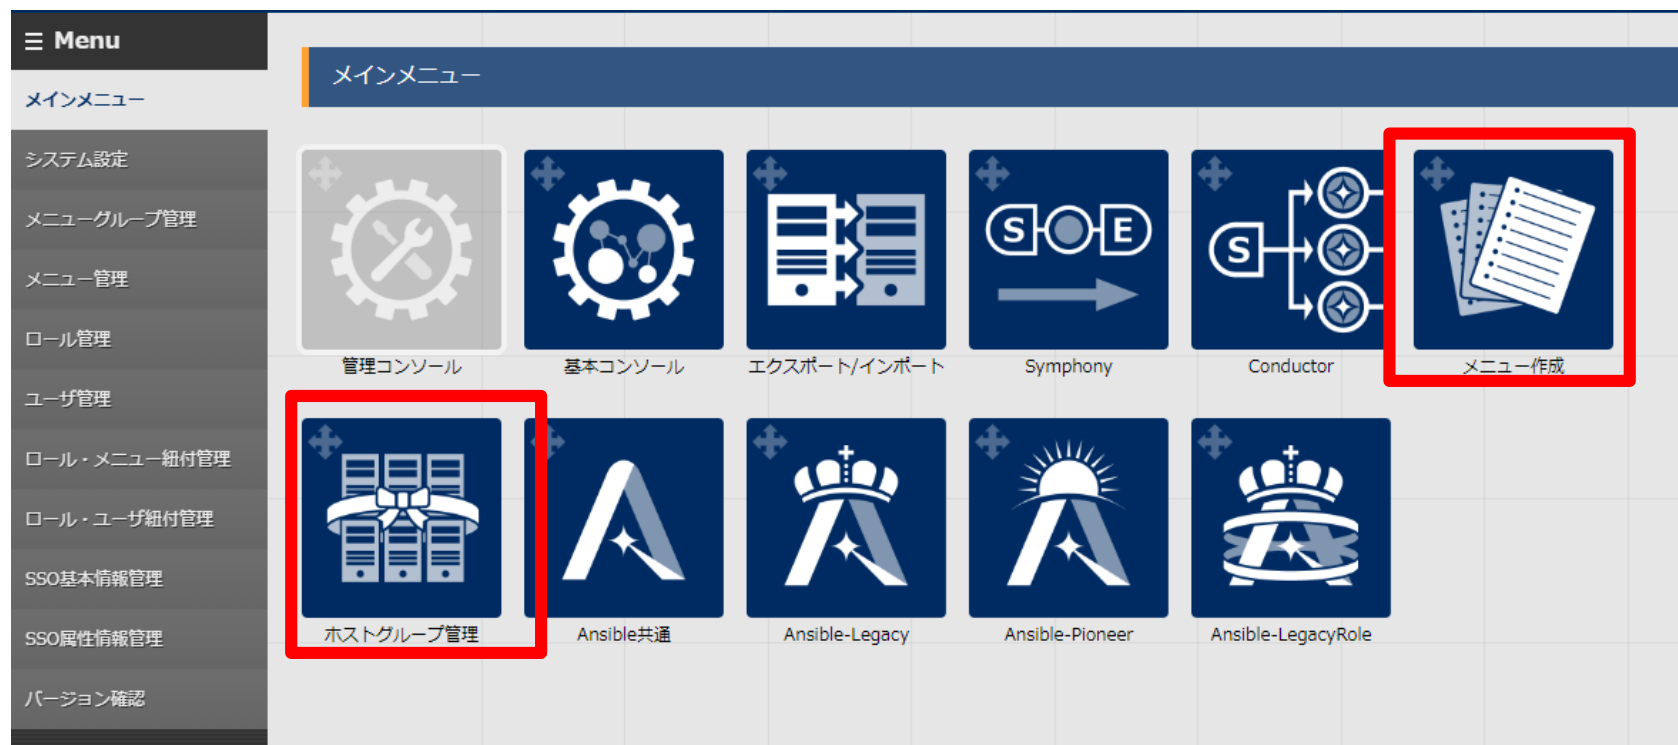 Menu
メインメニュー
システム設定
メニューグループ管理
メニュー管理
ロール管理
ユーザ管理
ロール・メニュー紐付管理
ロール・ユーザ紐付管理
SSO基本情報管理
SSO属性情報管理
バージョン確認
メインメニュー
S O E
S
管理コンソール
基本コンソール
エクスポート/インポート
Symphony
Conductor
メニュー作成
ホストグループ管理
Ansible共通
Ansible-Legacy
Ansible-Pioneer
Ansible-LegacyRole